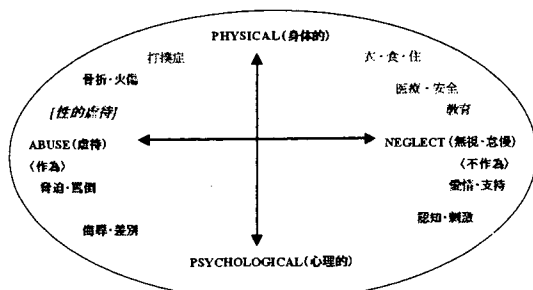 PHYSICAL(身体的)
打撲症
衣・食・住
骨折・火傷
医療・安全
教育
[性的虐待]
ABUSE(虐待)
NEGLECT(無視・怠慢)
〈作為〉
〈不作為〉
脅迫・罵倒
愛情・支持
侮辱・差別
認知・刺激
PSYCHOLOGICAL(心理的)